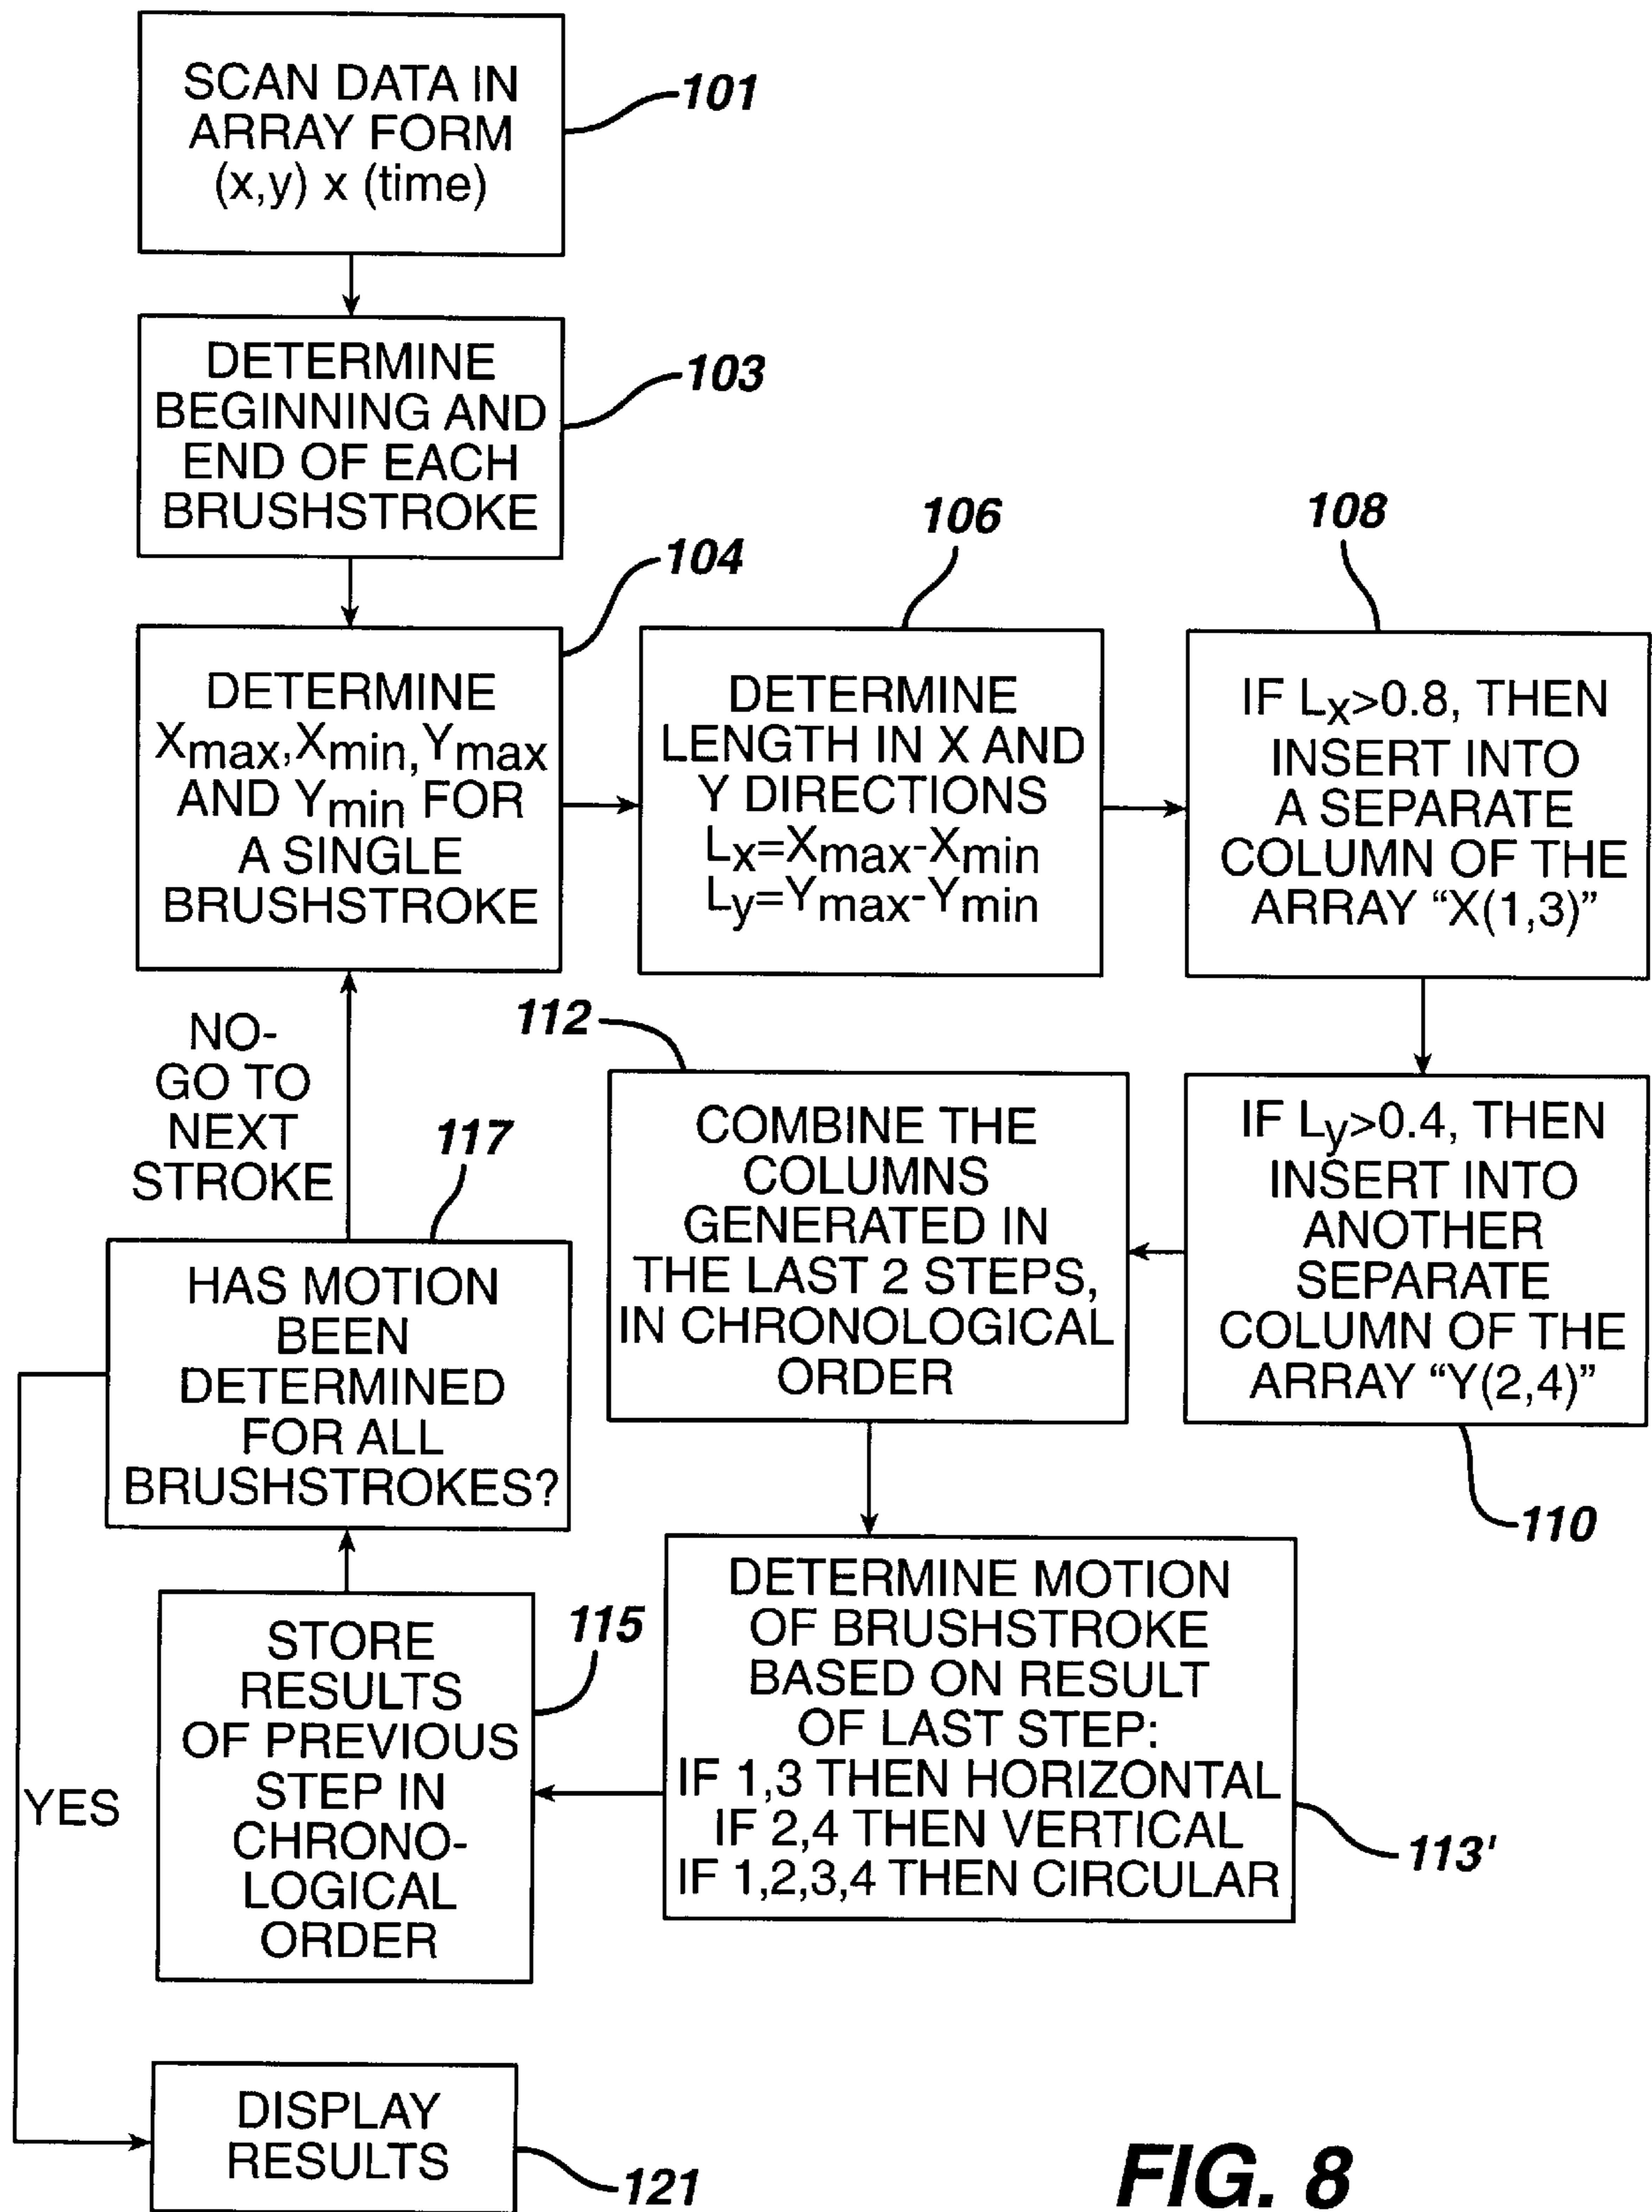 SCAN DATA IN
ARRAY FORM
(x,y) x (time)
101
DETERMINE
BEGINNING AND
END OF EACH
BRUSHSTROKE
103
DETERMINE
Xmax,Xmin,Ymax
AND Ymin FOR
A SINGLE
BRUSHSTROKE
104
DETERMINE
LENGTH IN X AND
Y DIRECTIONS
Lx=Xmax-Xmin
Ly=Ymax-Ymin
106
IF Lx>0.8, THEN
INSERT INTO
A SEPARATE
COLUMN OF THE
ARRAY “X(1,3)”
108
IF Ly>0.4, THEN
INSERT INTO
ANOTHER
SEPARATE
COLUMN OF THE
ARRAY “Y(2,4)”
110
COMBINE THE
COLUMNS
GENERATED IN
THE LAST 2 STEPS,
IN CHRONOLOGICAL
ORDER
112
DETERMINE MOTION
OF BRUSHSTROKE
BASED ON RESULT
OF LAST STEP:
IF 1,3 THEN HORIZONTAL
IF 2,4 THEN VERTICAL
IF 1,2,3,4 THEN CIRCULAR
113'
STORE
RESULTS
OF PREVIOUS
STEP IN
CHRONO-
LOGICAL
ORDER
115
HAS MOTION
BEEN
DETERMINED
FOR ALL
BRUSHSTROKES?
117
NO-
GO TO
NEXT
STROKE
YES
DISPLAY
RESULTS
121
FIG. 8